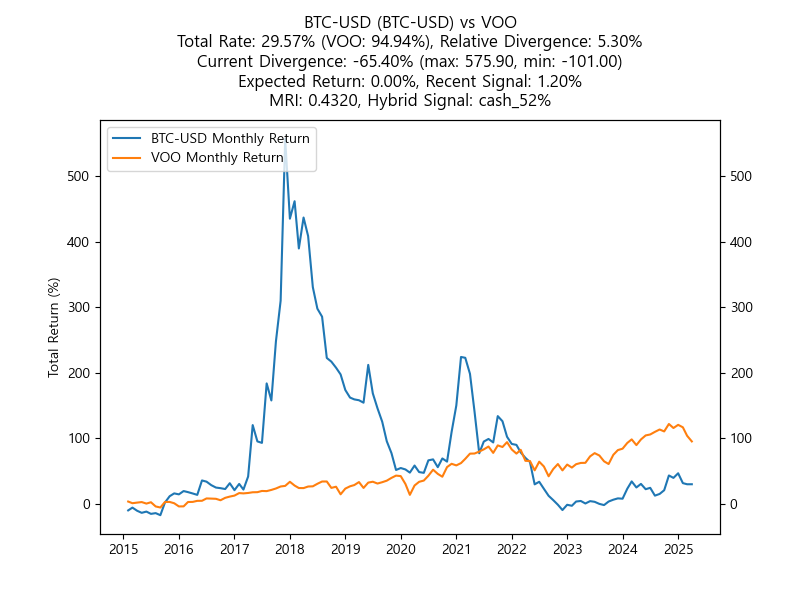 BTC-USD (BTC-USD) vs VOO
Total Rate: 29.57% (VOO: 94.94%), Relative Divergence: 5.30%
Current Divergence: -65.40% (max: 575.90, min: -101.00)
Expected Return: 0.00%, Recent Signal: 1.20%
MRI: 0.4320, Hybrid Signal: cash_52%
BTC-USD Monthly Return
VOO Monthly Return
Total Return (%)
500 500
400 400
300 300
200 200
100 100
0 0
2015 2016 2017 2018 2019 2020 2021 2022 2023 2024 2025